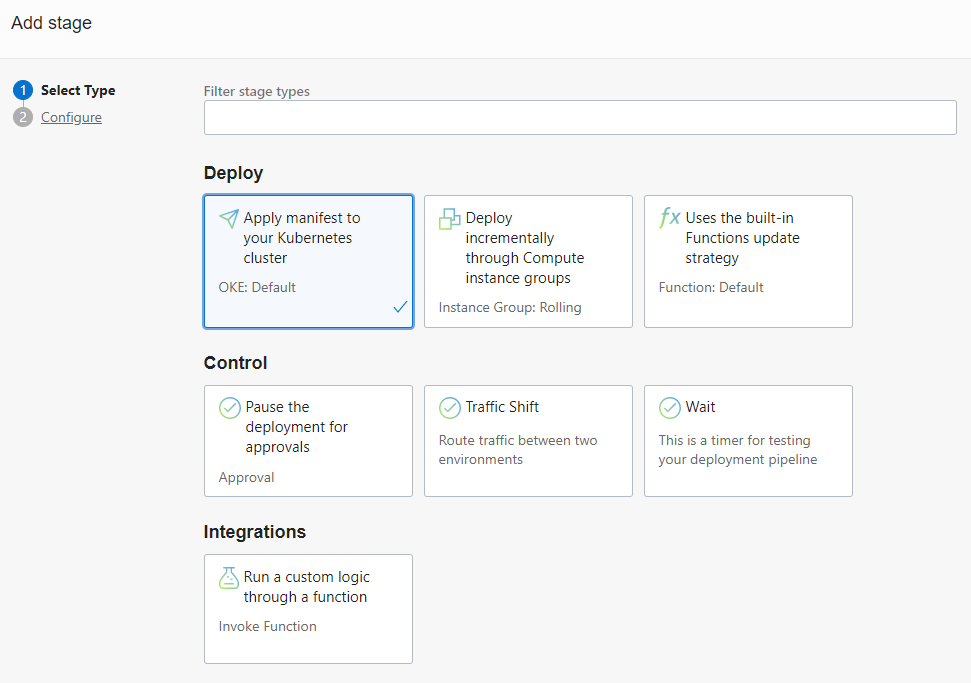 Add stage
1 Select Type
2 Configure
Filter stage types
Deploy
Apply manifest to
your Kubernetes
cluster
OKE: Default
Deploy
incrementally
through Compute
instance groups
Instance Group: Rolling
fx Uses the built-in
Functions update
strategy
Function: Default
Control
Pause the
deployment for
approvals
Approval
Traffic Shift
Route traffic between two
environments
Wait
This is a timer for testing
your deployment pipeline
Integrations
Run a custom logic
through a function
Invoke Function